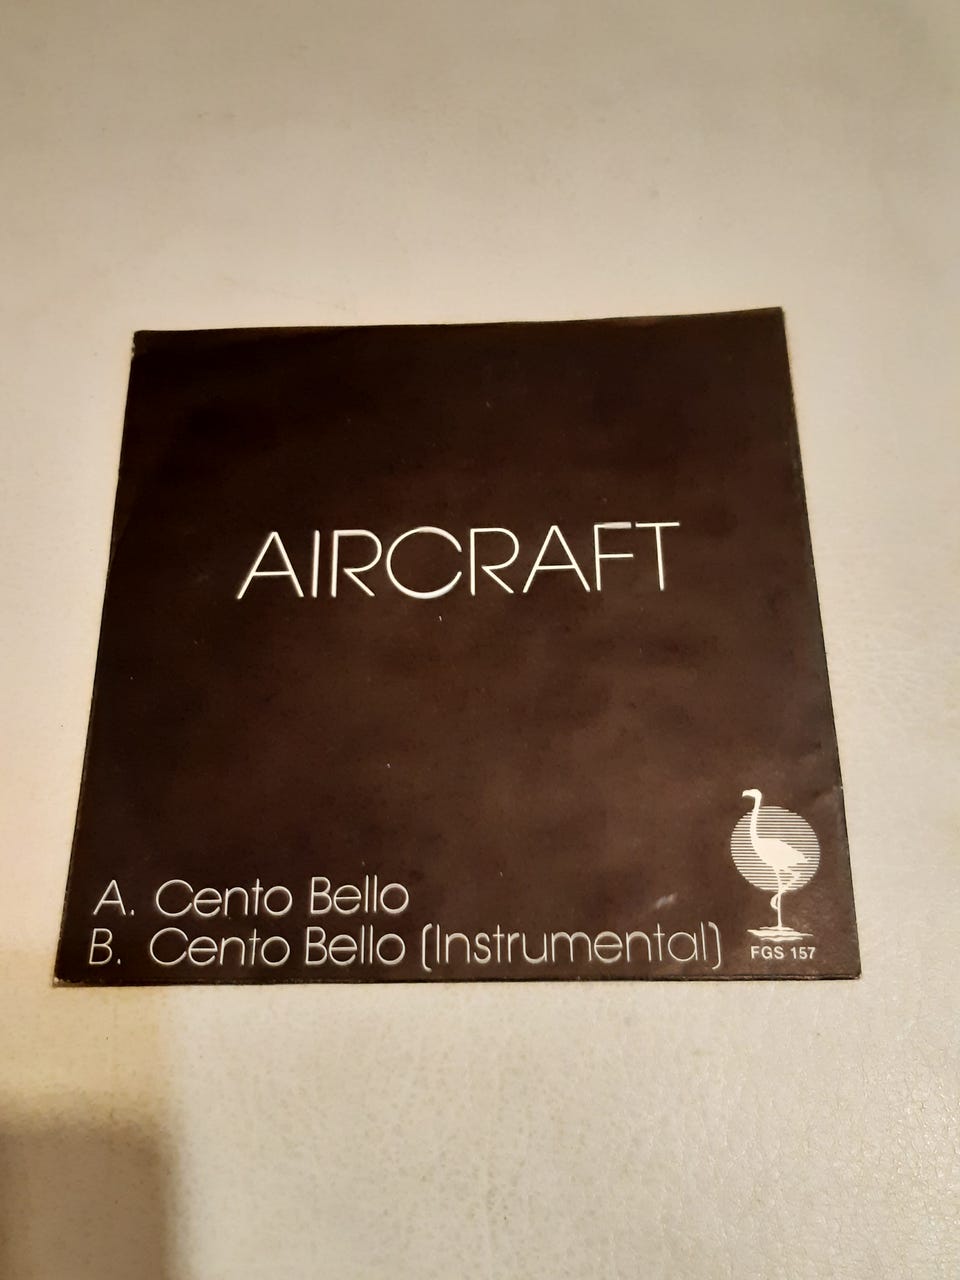 AIRCRAFT
A. Cento Bello
B. Cento Bello (Instrumental)
FGS 157